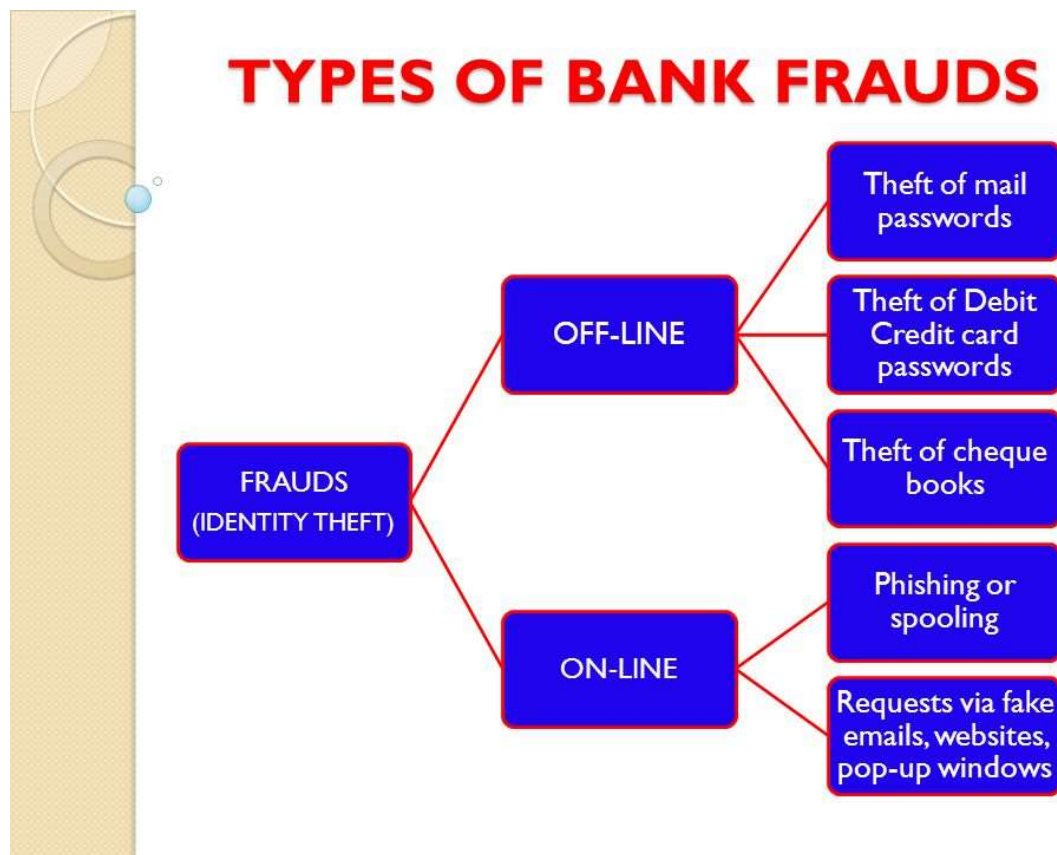 TYPES OF BANK FRAUDS
Theft of mail
passwords
OFF-LINE
Theft of Debit
Credit card
passwords
Theft of cheque
books
FRAUDS
(IDENTITY THEFT)
Phishing or
spooling
ON-LINE
Requests via fake
emails, websites,
pop-up windows